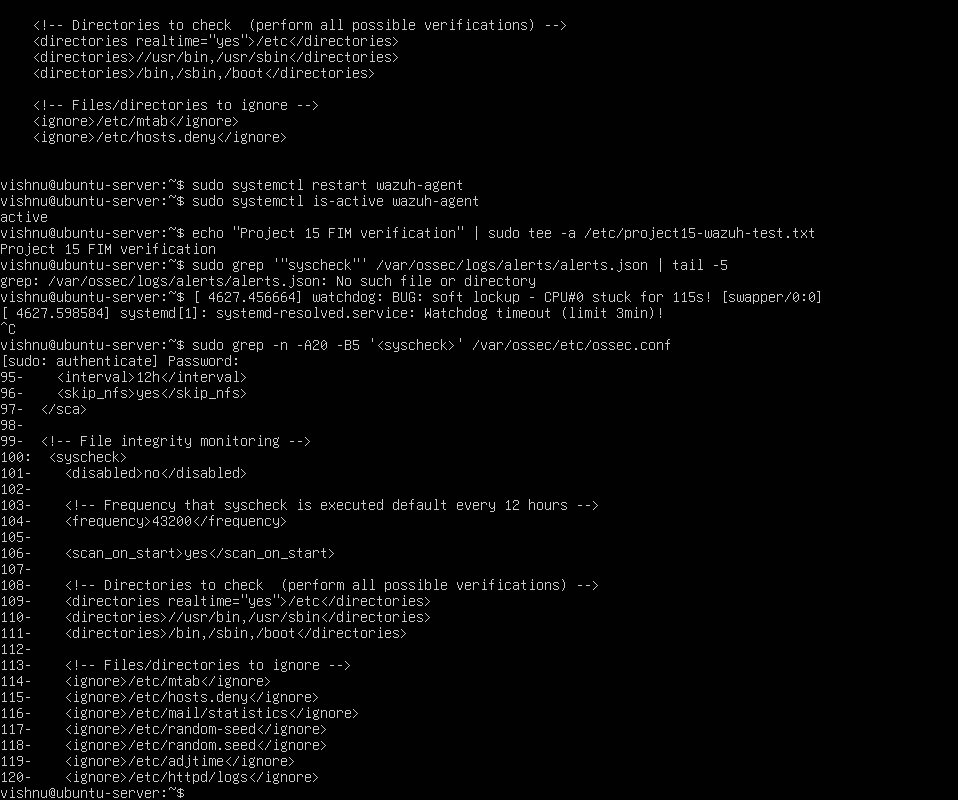 <!-- Directories to check  (perform all possible verifications) -->
<directories realtime="yes">/etc</directories>
<directories>//usr/bin,/usr/sbin</directories>
<directories>/bin,/sbin,/boot</directories>
<!-- Files/directories to ignore -->
<ignore>/etc/mtab</ignore>
<ignore>/etc/hosts.deny</ignore>
vishnu@ubuntu-server:~$ sudo systemctl restart wazuh-agent
vishnu@ubuntu-server:~$ sudo systemctl is-active wazuh-agent
active
vishnu@ubuntu-server:~$ echo "Project 15 FIM verification" | sudo tee -a /etc/project15-wazuh-test.txt
Project 15 FIM verification
vishnu@ubuntu-server:~$ sudo grep '"syscheck"' /var/ossec/logs/alerts/alerts.json | tail -5
grep: /var/ossec/logs/alerts/alerts.json: No such file or directory
vishnu@ubuntu-server:~$ [ 4627.456664] watchdog: BUG: soft lockup - CPU#0 stuck for 115s! [swapper/0:0]
[ 4627.598584] systemd[1]: systemd-resolved.service: Watchdog timeout (limit 3min)!
^C
vishnu@ubuntu-server:~$ sudo grep -n -A20 -B5 '<syscheck>' /var/ossec/etc/ossec.conf
[sudo: authenticate] Password:
95-    <interval>12h</interval>
96-    <skip_nfs>yes</skip_nfs>
97-  </sca>
98-
99-  <!-- File integrity monitoring -->
100:  <syscheck>
101-    <disabled>no</disabled>
102-
103-    <!-- Frequency that syscheck is executed default every 12 hours -->
104-    <frequency>43200</frequency>
105-
106-    <scan_on_start>yes</scan_on_start>
107-
108-    <!-- Directories to check  (perform all possible verifications) -->
109-    <directories realtime="yes">/etc</directories>
110-    <directories>//usr/bin,/usr/sbin</directories>
111-    <directories>/bin,/sbin,/boot</directories>
112-
113-    <!-- Files/directories to ignore -->
114-    <ignore>/etc/mtab</ignore>
115-    <ignore>/etc/hosts.deny</ignore>
116-    <ignore>/etc/mail/statistics</ignore>
117-    <ignore>/etc/random-seed</ignore>
118-    <ignore>/etc/random.seed</ignore>
119-    <ignore>/etc/adjtime</ignore>
120-    <ignore>/etc/httpd/logs</ignore>
vishnu@ubuntu-server:~$